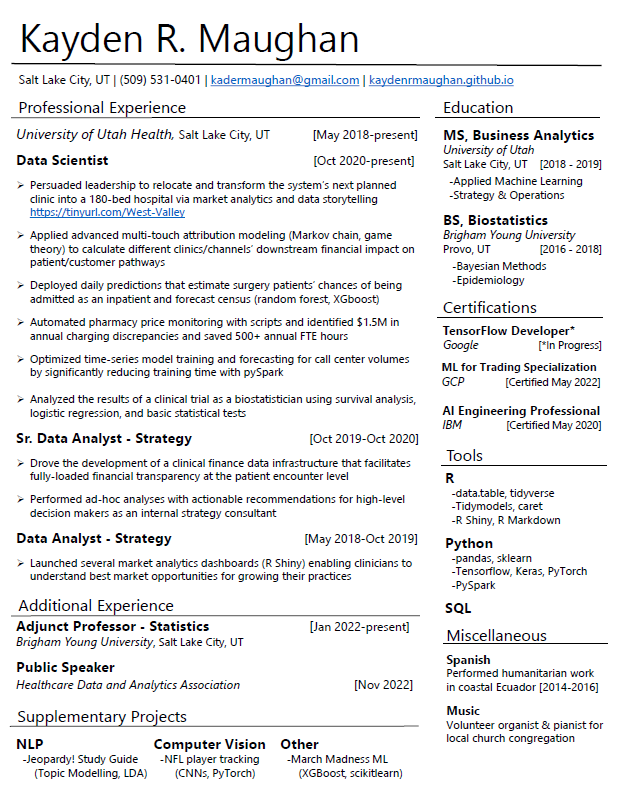 Kayden R. Maughan
Salt Lake City, UT | (509) 531-0401 | kadermaughan@gmail.com | kaydenrmaughan.github.io
Professional Experience
University of Utah Health, Salt Lake City, UT [May 2018-present]
Data Scientist [Oct 2020-present]
➢ Persuaded leadership to relocate and transform the system's next planned
clinic into a 180-bed hospital via market analytics and data storytelling
https://tinyurl.com/West-Valley
➢ Applied advanced multi-touch attribution modeling (Markov chain, game
theory) to calculate different clinics/channels' downstream financial impact on
patient/customer pathways
➢ Deployed daily predictions that estimate surgery patients' chances of being
admitted as an inpatient and forecast census (random forest, XGboost)
➢ Automated pharmacy price monitoring with scripts and identified $1.5M in
annual charging discrepancies and saved 500+ annual FTE hours
➢ Optimized time-series model training and forecasting for call center volumes
by significantly reducing training time with pySpark
➢ Analyzed the results of a clinical trial as a biostatistician using survival analysis,
logistic regression, and basic statistical tests
Sr. Data Analyst - Strategy [Oct 2019-Oct 2020]
➢ Drove the development of a clinical finance data infrastructure that facilitates
fully-loaded financial transparency at the patient encounter level
➢ Performed ad-hoc analyses with actionable recommendations for high-level
decision makers as an internal strategy consultant
Data Analyst - Strategy [May 2018-Oct 2019]
➢ Launched several market analytics dashboards (R Shiny) enabling clinicians to
understand best market opportunities for growing their practices
Additional Experience
Adjunct Professor - Statistics [Jan 2022-present]
Brigham Young University, Salt Lake City, UT
Public Speaker
Healthcare Data and Analytics Association [Nov 2022]
Supplementary Projects
NLP
-Jeopardy! Study Guide
(Topic Modelling, LDA)
Computer Vision
-NFL player tracking
(CNNs, PyTorch)
Other
-March Madness ML
(XGBoost, scikitlearn)
Education
MS, Business Analytics
University of Utah
Salt Lake City, UT [2018 - 2019]
-Applied Machine Learning
-Strategy & Operations
BS, Biostatistics
Brigham Young University
Provo, UT [2016 - 2018]
-Bayesian Methods
-Epidemiology
Certifications
TensorFlow Developer*
Google [*In Progress]
ML for Trading Specialization
GCP [Certified May 2022]
AI Engineering Professional
IBM [Certified May 2020]
Tools
R
-data.table, tidyverse
-Tidymodels, caret
-R Shiny, R Markdown
Python
-pandas, sklearn
-Tensorflow, Keras, PyTorch
-PySpark
SQL
Miscellaneous
Spanish
Performed humanitarian work
in coastal Ecuador [2014-2016]
Music
Volunteer organist & pianist for
local church congregation